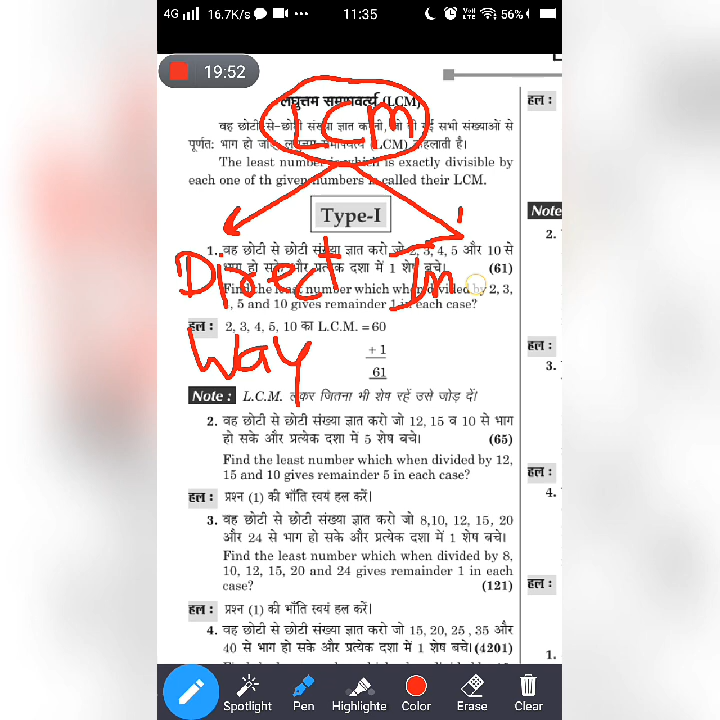 4G 16.7K/s 11:35 Vo) LTE 56%
19:52
L
लघुत्तम समापवर्त्य (LCM)
LCM
वह छोटी से-छोटी संख्या ज्ञात करनी, जो दी हुई सभी संख्याओं से
पूर्णतः भाग हो जाए, लघुत्तम समापवर्त्य (LCM) कहलाती है।
The least number which is exactly divisible by
each one of th given numbers is called their LCM.
Type-I
1. वह छोटी से छोटी संख्या ज्ञात करो जो 2, 3, 4, 5 और 10 से
भाग हो सके और प्रत्येक दशा में 1 शेष बचे। (61)
Direct In
Find the least number which when divided by 2, 3,
, 5 and 10 gives remainder 1 in each case?
हल : 2, 3, 4, 5, 10 का L.C.M. = 60
Way
+ 1
61
Note : L.C.M. लेकर जितना भी शेष रहें उसे जोड़ दें।
2. वह छोटी से छोटी संख्या ज्ञात करो जो 12, 15 व 10 से भाग
हो सके और प्रत्येक दशा में 5 शेष बचे। (65)
Find the least number which when divided by 12,
15 and 10 gives remainder 5 in each case?
हल : प्रश्न (1) की भाँति स्वयं हल करें।
3. वह छोटी से छोटी संख्या ज्ञात करो जो 8,10, 12, 15, 20
और 24 से भाग हो सके और प्रत्येक दशा में 1 शेष बचे।
Find the least number which when divided by 8,
10, 12, 15, 20 and 24 gives remainder 1 in each
case? (121)
हल : प्रश्न (1) की भाँति स्वयं हल करें।
4. वह छोटी से छोटी संख्या ज्ञात करो जो 15, 20, 25 , 35 और
40 से भाग हो सके और प्रत्येक दशा में 1 शेष बचे। (4201)
हल :
Note
2.
हल :
3.
हल :
4.
हल :
1.
Spotlight Pen Highlighte Color Erase Clear